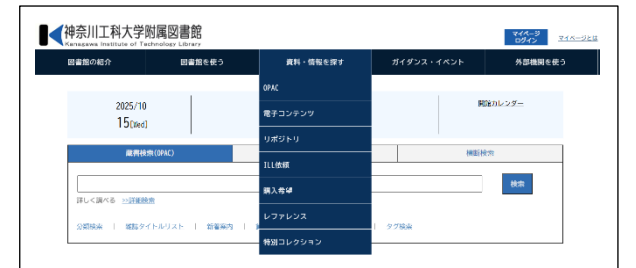 神奈川工科大学附属図書館
Kanagawa Institute of Technology Library
マイページ
ログイン
マイページとは
図書館の紹介
図書館を使う
資料・情報を探す
ガイダンス・イベント
外部機関を使う
OPAC
電子コンテンツ
リポジトリ
ILL依頼
購入希望
レファレンス
特別コレクション
2025/10
15[Wed]
開館カレンダー
蔵書検索(OPAC)
横断検索
検索
詳しく調べる >>詳細検索
分類検索 | 雑誌タイトルリスト | 新着案内 |
| タグ検索